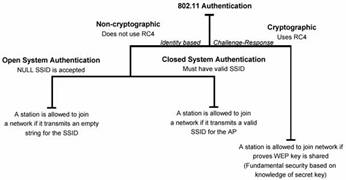 802.11 Authentication
Non-cryptographic
Does not use RC4
Cryptographic
Uses RC4
Identity based
Challenge-Response
Open System Authentication
NULL SSID is accepted
Closed System Authentication
Must have valid SSID
A station is allowed to join
a network if it transmits an empty
string for the SSID
A station is allowed to join
a network if it transmits a valid
SSID for the AP
A station is allowed to join network if
proves WEP key is shared
(Fundamental security based on
knowledge of secret key)